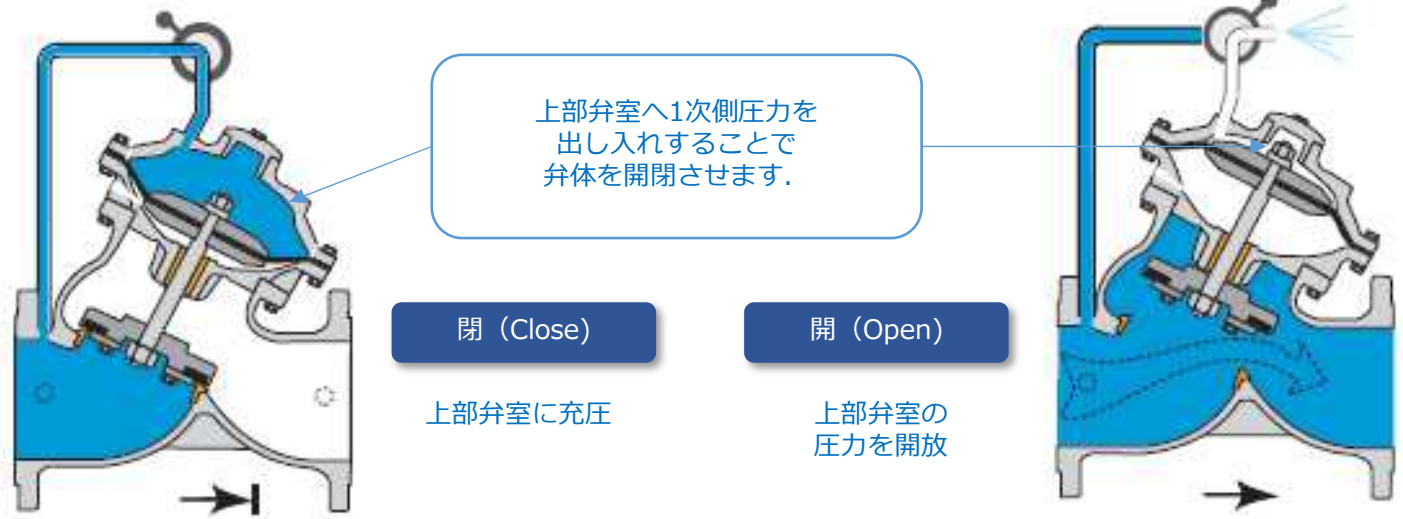 上部弁室へ1次側圧力を
出し入れすることで
弁体を開閉させます.
閉（Close)
開（Open)
上部弁室に充圧
上部弁室の
圧力を開放